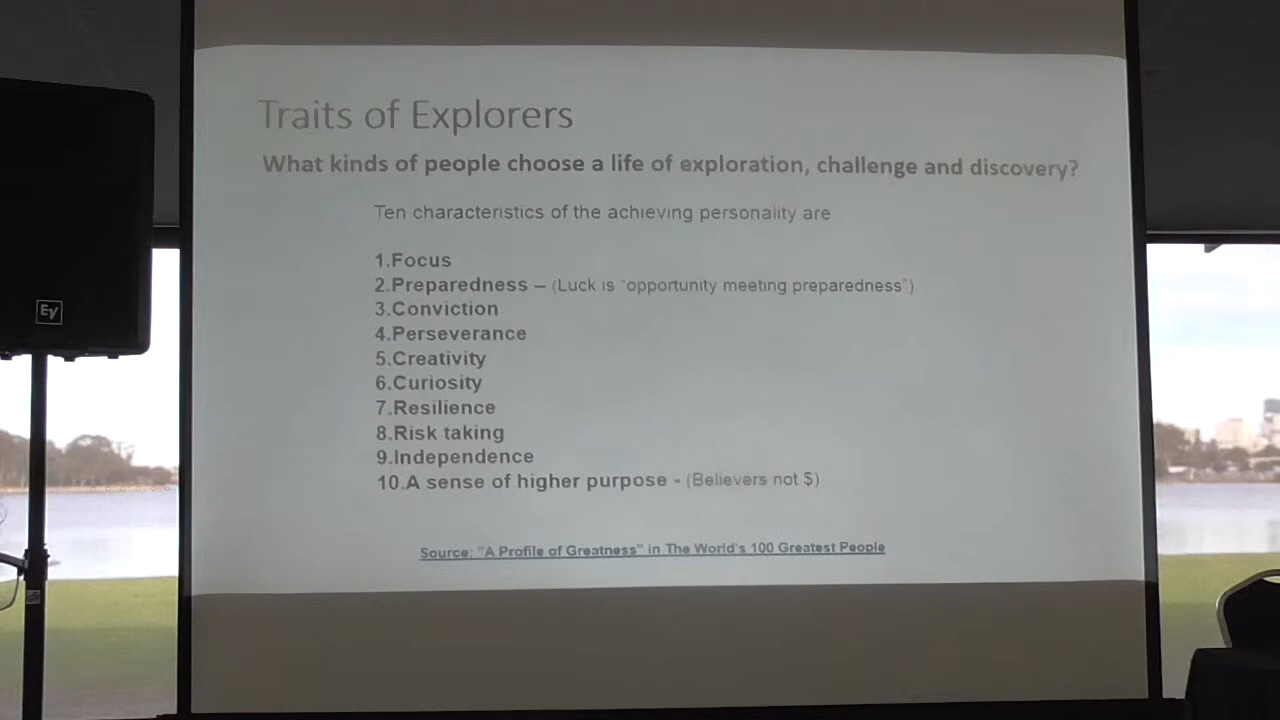 Traits of Explorers
What kinds of people choose a life of exploration, challenge and discovery?
Ten characteristics of the achieving personality are
1.Focus
2.Preparedness – (Luck is "opportunity meeting preparedness")
3.Conviction
4.Perseverance
5.Creativity
6.Curiosity
7.Resilience
8.Risk taking
9.Independence
10.A sense of higher purpose - (Believers not $)
Source: "A Profile of Greatness" in The World's 100 Greatest People
EV